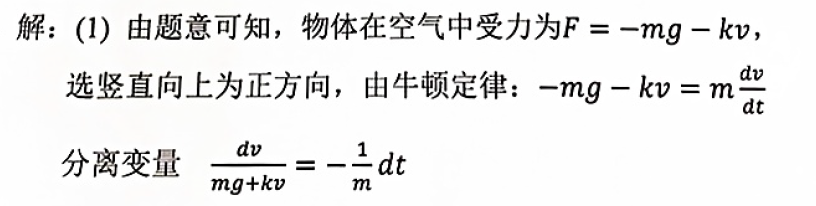 解：(1) 由题意可知，物体在空气中受力为F = −mg − kv，
选竖直向上为正方向，由牛顿定律：−mg − kv = m dv/dt
分离变量 dv/(mg+kv) = − 1/m dt